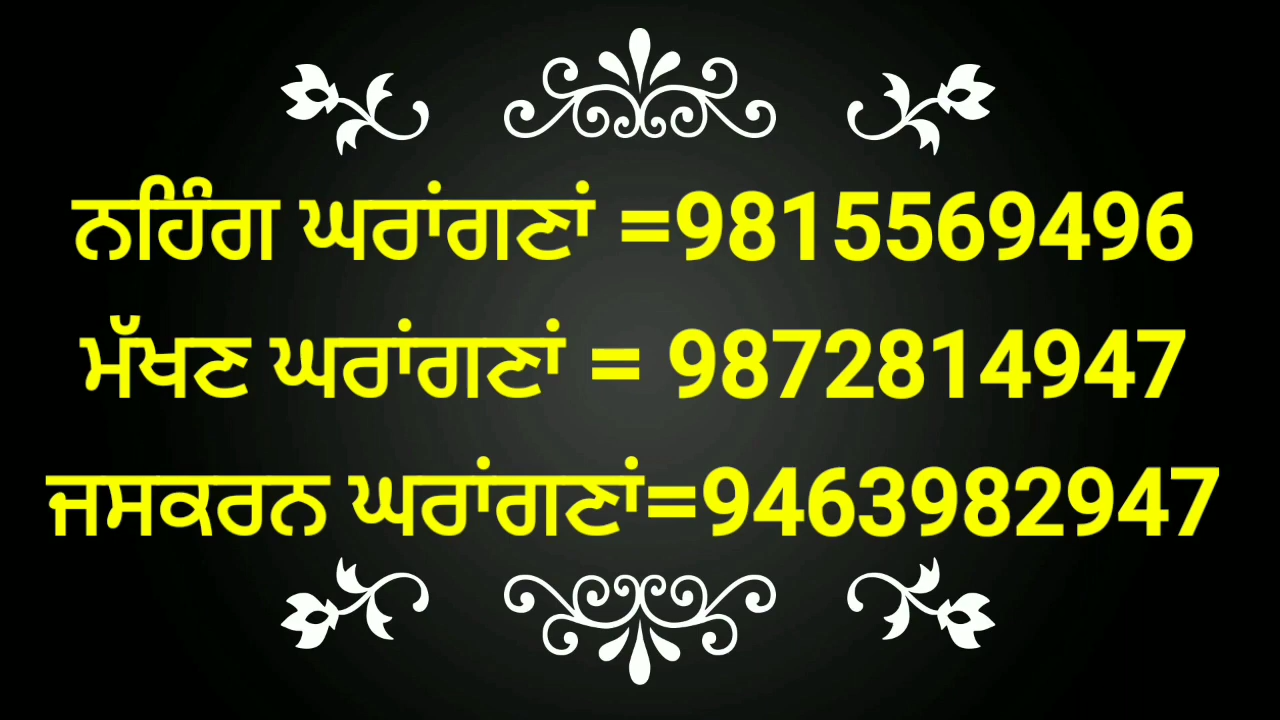 ਨਹਿੰਗ ਘਰਾਂਗਣਾਂ =9815569496
ਮੱਖਣ ਘਰਾਂਗਣਾਂ = 9872814947
ਜਸਕਰਨ ਘਰਾਂਗਣਾਂ=9463982947